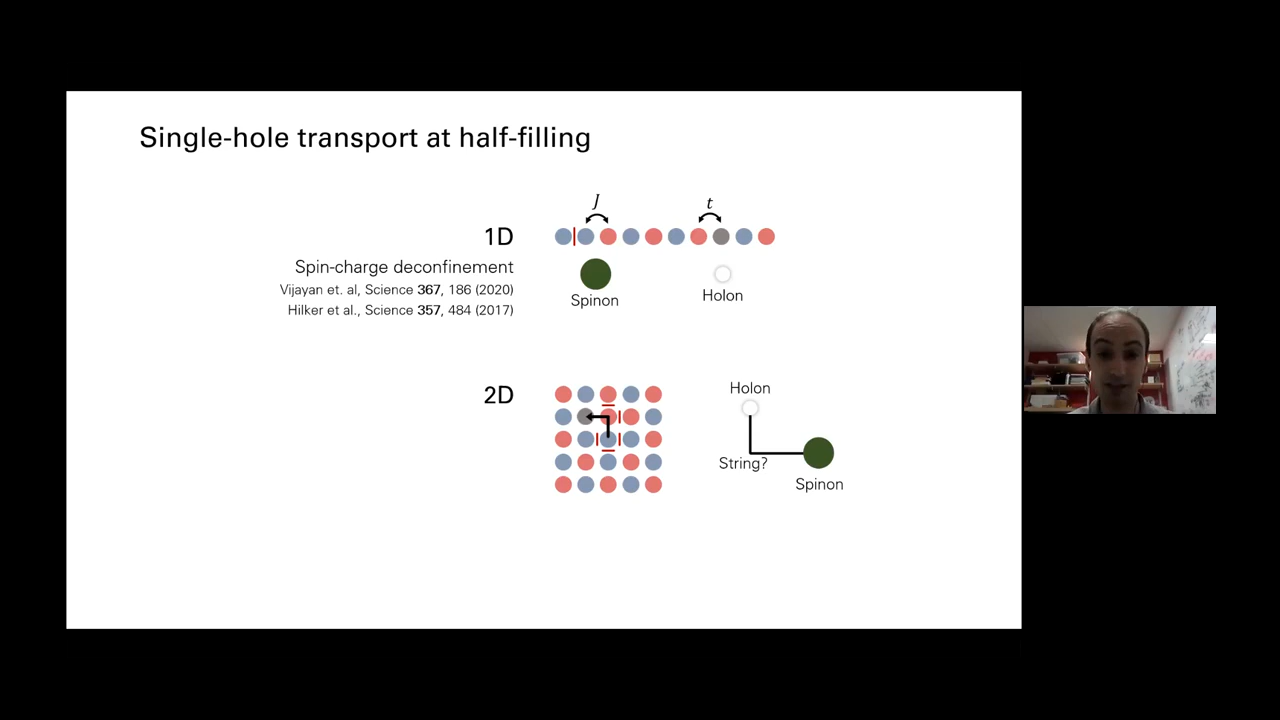 Single-hole transport at half-filling
J
t
1D
Spin-charge deconfinement
Vijayan et. al, Science 367, 186 (2020)
Hilker et al., Science 357, 484 (2017)
Spinon
Holon
2D
Holon
String?
Spinon